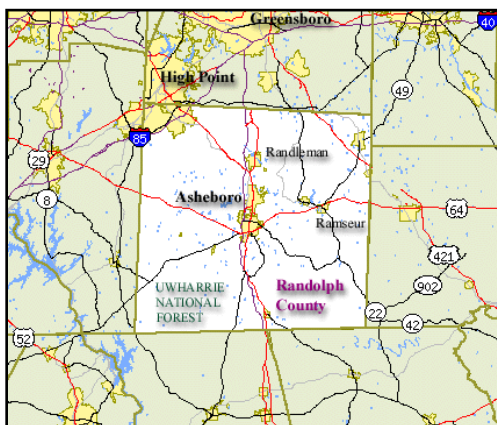 Greensboro
40
High Point
49
85
Randleman
29
8
Asheboro
64
Ramseur
421
UWHARRIE
NATIONAL
FOREST
Randolph
County
902
22
42
52